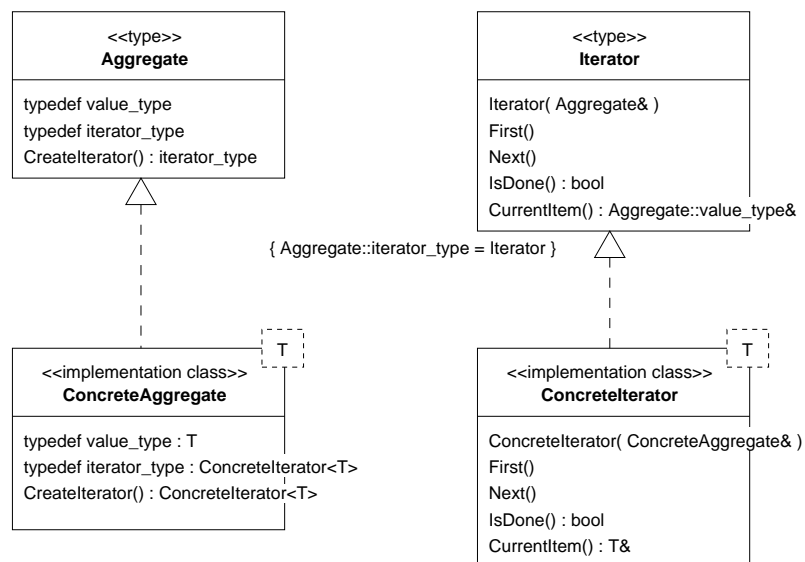 <<type>>
Aggregate
typedef value_type
typedef iterator_type
CreateIterator() : iterator_type
<<type>>
Iterator
Iterator( Aggregate& )
First()
Next()
IsDone() : bool
CurrentItem() : Aggregate::value_type&
{ Aggregate::iterator_type = Iterator }
T
<<implementation class>>
ConcreteAggregate
typedef value_type : T
typedef iterator_type : ConcreteIterator<T>
CreateIterator() : ConcreteIterator<T>
T
<<implementation class>>
ConcreteIterator
ConcreteIterator( ConcreteAggregate& )
First()
Next()
IsDone() : bool
CurrentItem() : T&